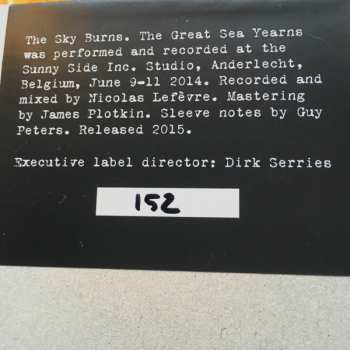 The Sky Burns. The Great Sea Yearns
was performed and recorded at the
Sunny Side Inc. Studio, Anderlecht,
Belgium, June 9-11 2014. Recorded and
mixed by Nicolas Lefèvre. Mastering
by James Plotkin. Sleeve notes by Guy
Peters. Released 2015.
Executive label director: Dirk Serries
152